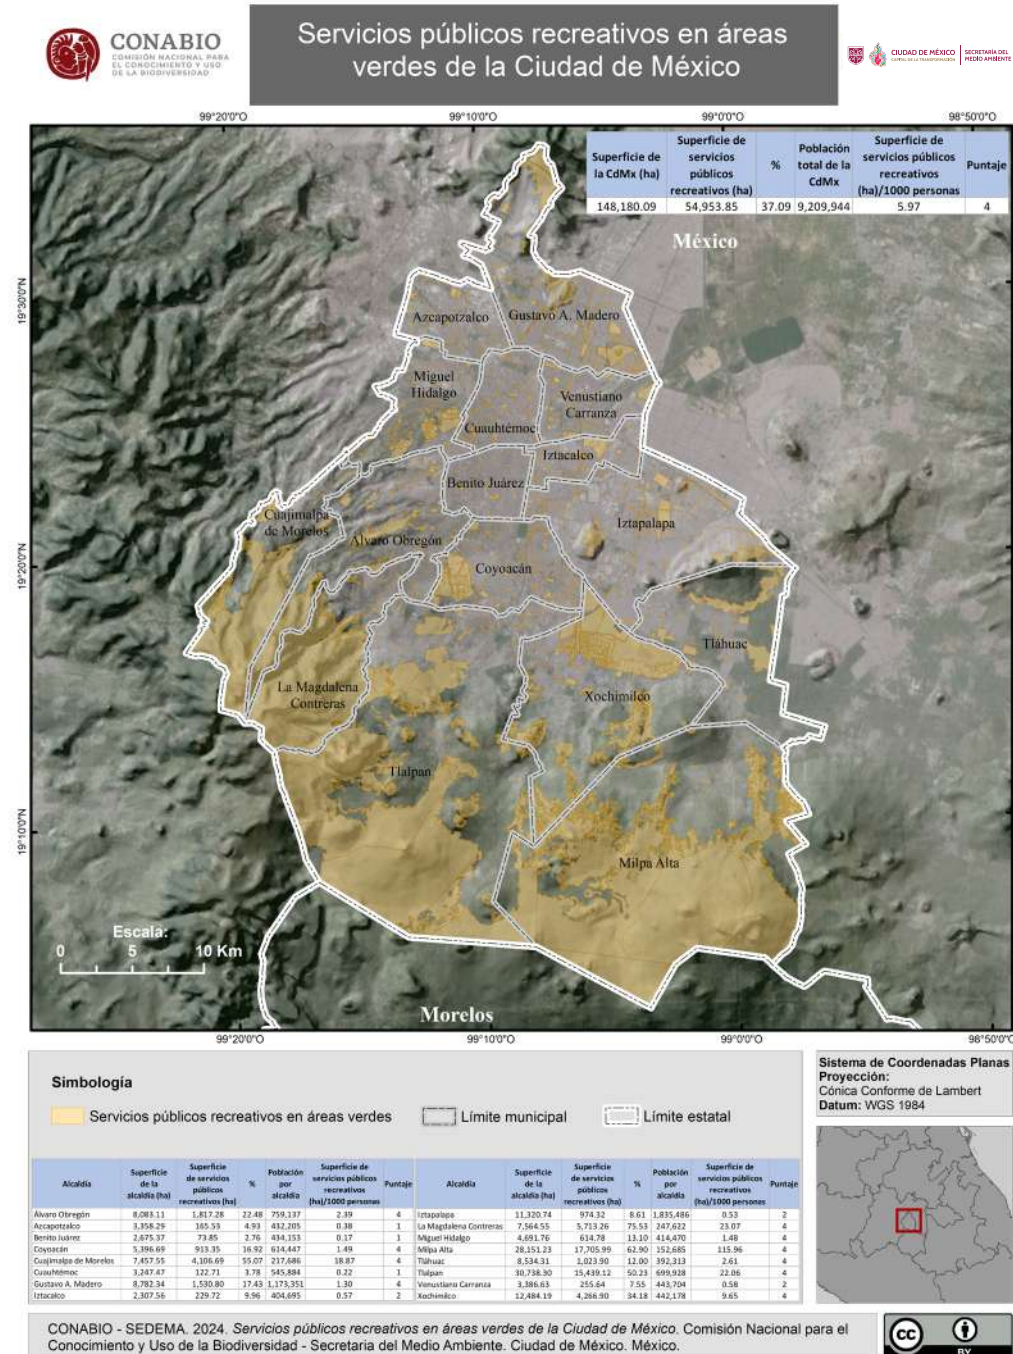 CONABIO
COMISIÓN NACIONAL PARA
EL CONOCIMIENTO Y USO
DE LA BIODIVERSIDAD
Servicios públicos recreativos en áreas
verdes de la Ciudad de México
CIUDAD DE MÉXICO
CAPITAL DE LA TRANSFORMACIÓN
SECRETARÍA DEL
MEDIO AMBIENTE
99°20'0"O 99°10'0"O 99°0'0"O 98°50'0"O
Superficie de la CdMx (ha) Superficie de servicios públicos recreativos (ha) % Población total de la CdMx Superficie de servicios públicos recreativos (ha)/1000 personas Puntaje
148,180.09 54,953.85 37.09 9,209,944 5.97 4
México
19°30'0"N
Azcapotzalco
Gustavo A. Madero
Miguel
Hidalgo
Venustiano
Carranza
Cuauhtémoc
Iztacalco
Benito Juárez
Cuajimalpa
de Morelos
Iztapalapa
Álvaro Obregón
19°20'0"N
Coyoacán
Tláhuac
La Magdalena
Contreras
Xochimilco
Tlalpan
19°10'0"N
Milpa Alta
Escala:
0 5 10 Km
Morelos
99°20'0"O 99°10'0"O 99°0'0"O 98°50'0"O
Simbología
Servicios públicos recreativos en áreas verdes
Límite municipal
Límite estatal
Sistema de Coordenadas Planas
Proyección:
Cónica Conforme de Lambert
Datum: WGS 1984
Alcaldía Superficie de la alcaldía (ha) Superficie de servicios públicos recreativos (ha) % Población por alcaldía Superficie de servicios públicos recreativos (ha)/1000 personas Puntaje
Álvaro Obregón 8,083.11 1,817.28 22.48 759,137 2.39 4
Azcapotzalco 3,358.29 165.53 4.93 432,205 0.38 1
Benito Juárez 2,675.37 73.85 2.76 434,153 0.17 1
Coyoacán 5,396.69 913.35 16.92 614,447 1.49 4
Cuajimalpa de Morelos 7,457.55 4,106.69 55.07 217,686 18.87 4
Cuauhtémoc 3,247.47 122.71 3.78 545,884 0.22 1
Gustavo A. Madero 8,782.34 1,530.80 17.43 1,173,351 1.30 4
Iztacalco 2,307.56 229.72 9.96 404,695 0.57 2
Alcaldía Superficie de la alcaldía (ha) Superficie de servicios públicos recreativos (ha) % Población por alcaldía Superficie de servicios públicos recreativos (ha)/1000 personas Puntaje
Iztapalapa 11,320.74 974.32 8.61 1,835,486 0.53 2
La Magdalena Contreras 7,564.55 5,713.26 75.53 247,622 23.07 4
Miguel Hidalgo 4,691.76 614.78 13.10 414,470 1.48 4
Milpa Alta 28,151.23 17,705.99 62.90 152,685 115.96 4
Tláhuac 8,534.31 1,023.90 12.00 392,313 2.61 4
Tlalpan 30,738.30 15,439.12 50.23 699,928 22.06 4
Venustiano Carranza 3,386.63 255.64 7.55 443,704 0.58 2
Xochimilco 12,484.19 4,266.90 34.18 442,178 9.65 4
CONABIO - SEDEMA. 2024. Servicios públicos recreativos en áreas verdes de la Ciudad de México. Comisión Nacional para el
Conocimiento y Uso de la Biodiversidad - Secretaria del Medio Ambiente. Ciudad de México. México.
cc
BY